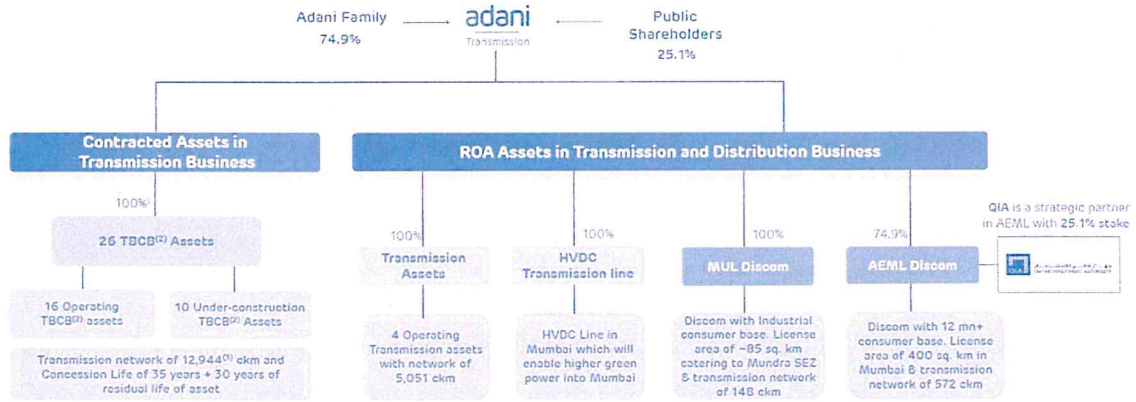 Adani Family
74.9%
adani
Transmission
Public
Shareholders
25.1%
Contracted Assets in
Transmission Business
ROA Assets in Transmission and Distribution Business
100%
26 TBCB(2) Assets
16 Operating
TBCB(2) assets
10 Under-construction
TBCB(2) Assets
Transmission network of 12,944(3) ckm and
Concession Life of 35 years + 30 years of
residual life of asset
100%
Transmission
Assets
4 Operating
Transmission assets
with network of
5,051 ckm
100%
HVDC
Transmission line
HVDC Line in
Mumbai which will
enable higher green
power into Mumbai
100%
MUL Discom
Discom with Industrial
consumer base. License
area of ~85 sq. km
catering to Mundra SEZ
& transmission network
of 148 ckm
74.9%
AEML Discom
Discom with 12 mn+
consumer base. License
area of 400 sq. km in
Mumbai & transmission
network of 572 ckm
QIA is a strategic partner
in AEML with 25.1% stake
QIA